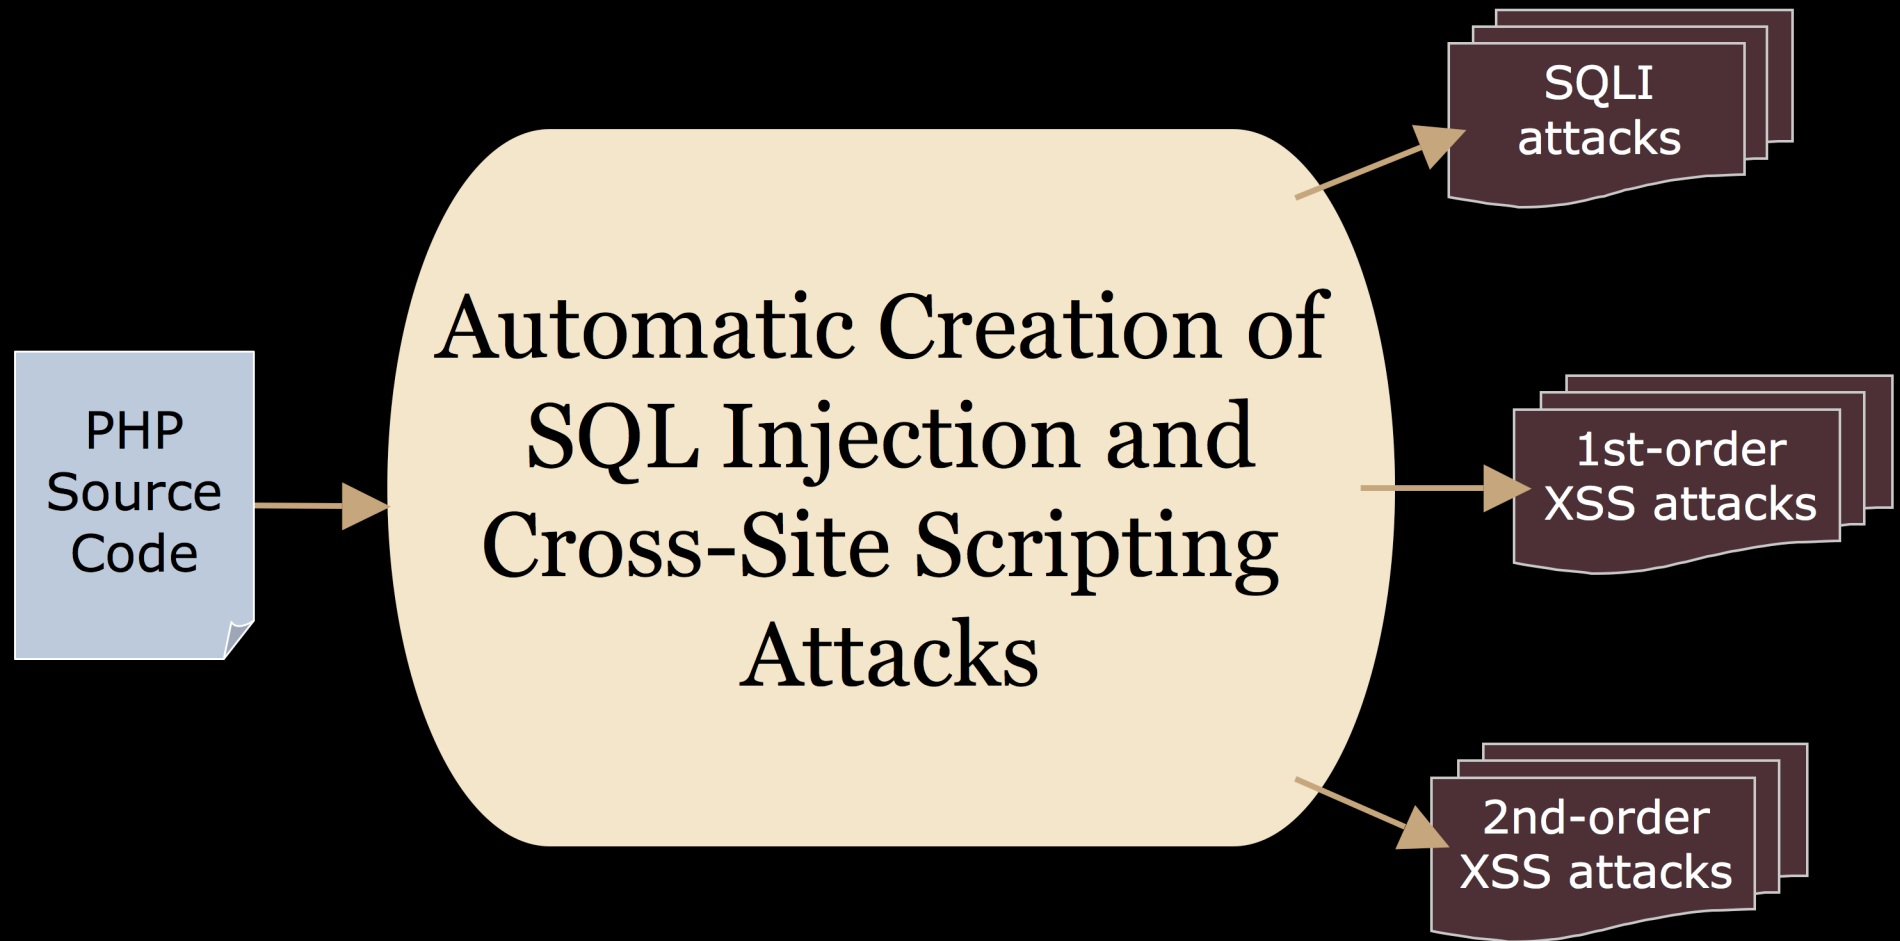 PHP
Source
Code
Automatic Creation of
SQL Injection and
Cross-Site Scripting
Attacks
SQLI
attacks
1st-order
XSS attacks
2nd-order
XSS attacks